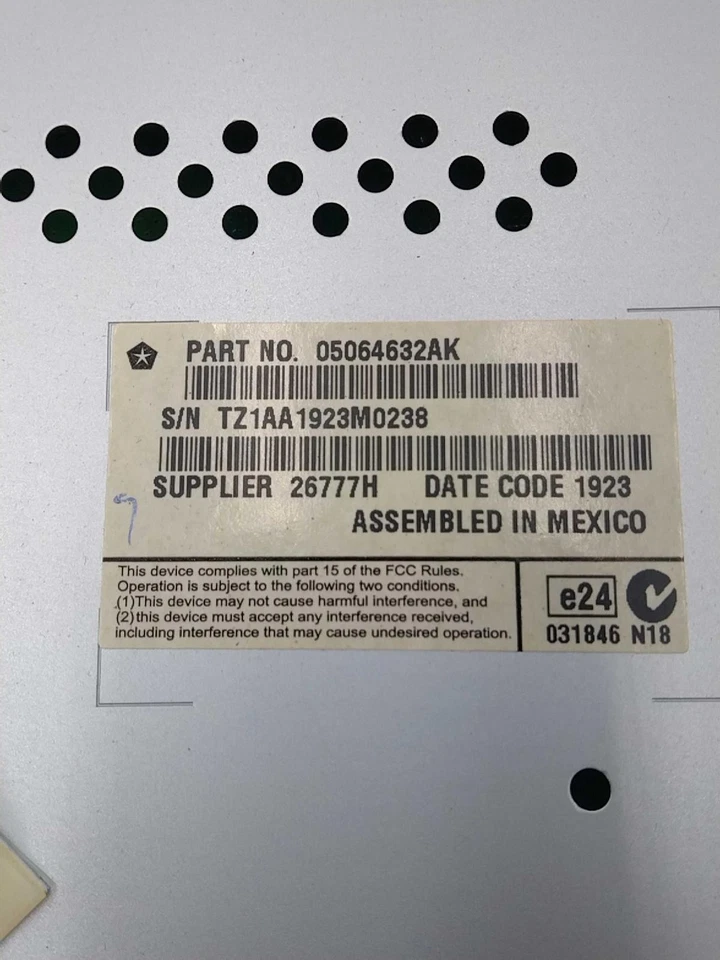 PART NO. 05064632AK
S/N TZ1AA1923M0238
SUPPLIER 26777H DATE CODE 1923
ASSEMBLED IN MEXICO
This device complies with part 15 of the FCC Rules.
Operation is subject to the following two conditions.
(1)This device may not cause harmful interference, and
(2)this device must accept any interference received,
including interference that may cause undesired operation.
e24
031846 N18